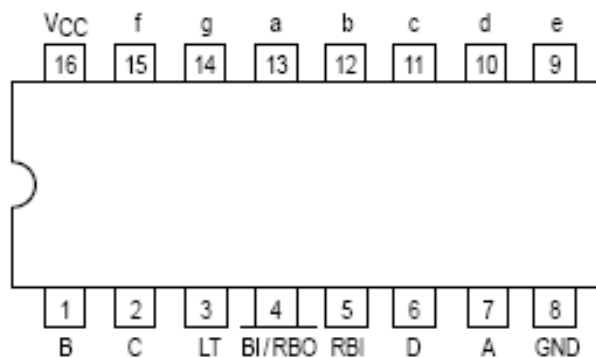 VCC f g a b c d e
16 15 14 13 12 11 10 9
1 2 3 4 5 6 7 8
B C LT BI/RBO RBI D A GND